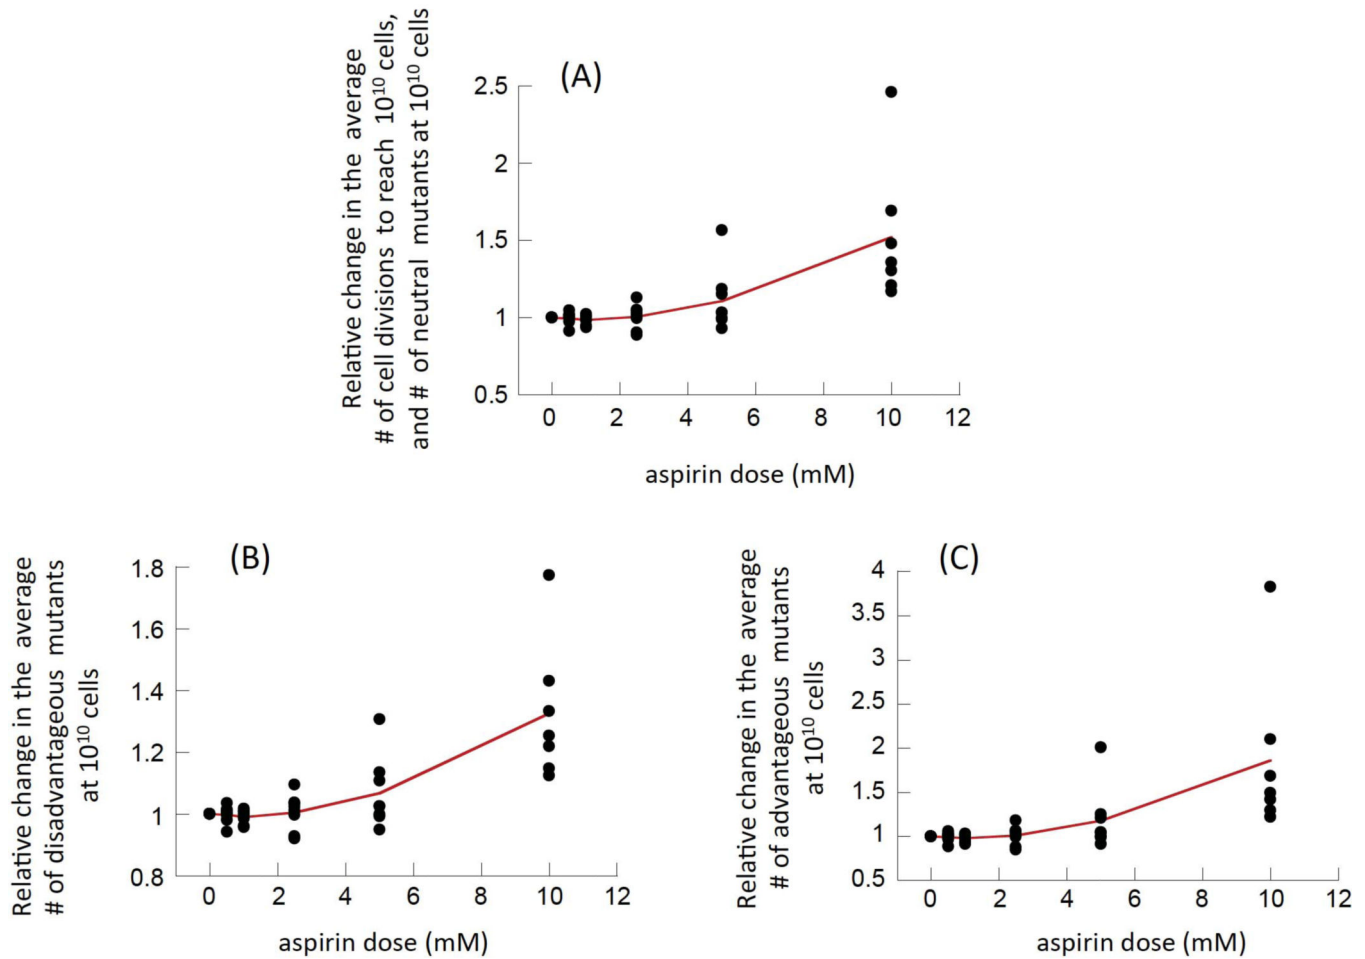 (A)
Relative change in the average
# of cell divisions to reach 10¹⁰ cells,
and # of neutral mutants at 10¹⁰ cells
2.5
2
1.5
1
0.5
0 2 4 6 8 10 12
aspirin dose (mM)
(B)
Relative change in the average
# of disadvantageous mutants
at 10¹⁰ cells
1.8
1.6
1.4
1.2
1
0.8
0 2 4 6 8 10 12
aspirin dose (mM)
(C)
Relative change in the average
# of advantageous mutants
at 10¹⁰ cells
4
3.5
3
2.5
2
1.5
1
0.5
0 2 4 6 8 10 12
aspirin dose (mM)